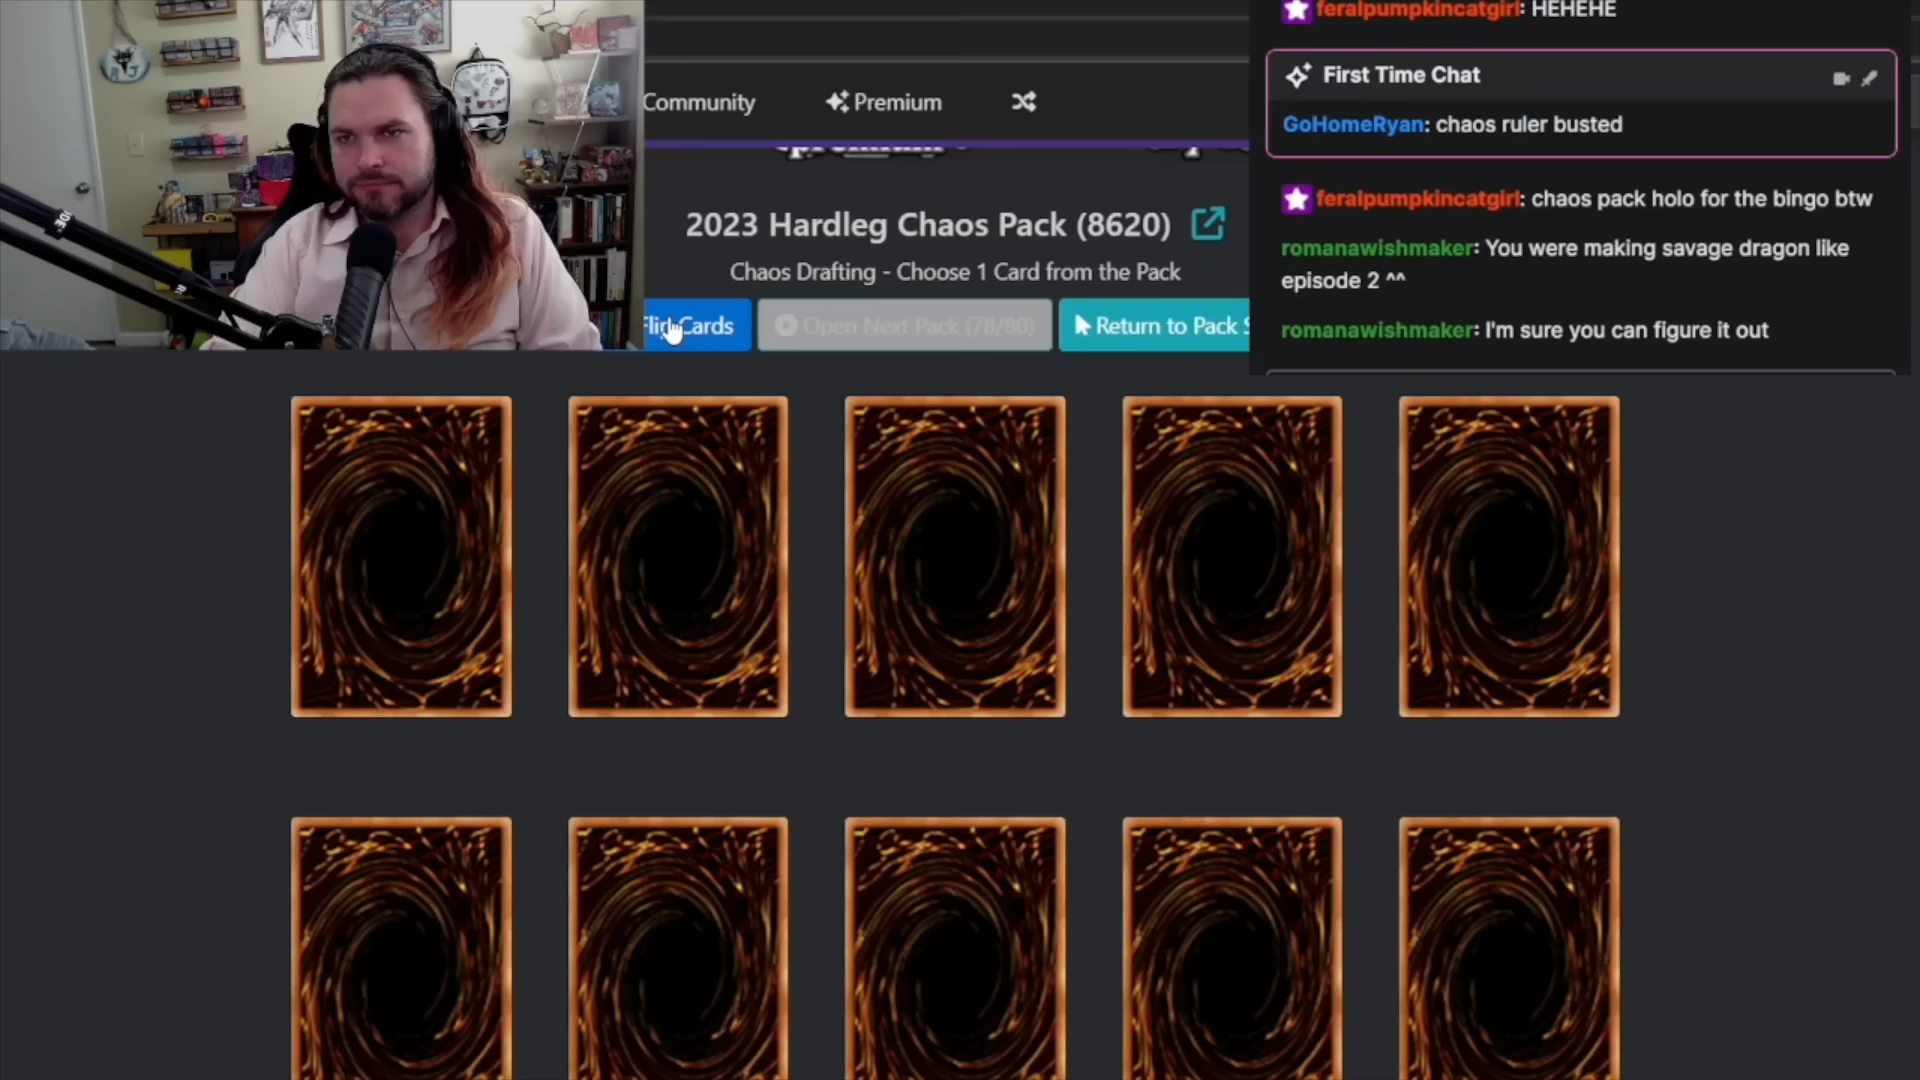 feralpumpkincatgirl: HEHEHE
First Time Chat
GoHomeRyan: chaos ruler busted
feralpumpkincatgirl: chaos pack holo for the bingo btw
romanawishmaker: You were making savage dragon like
episode 2 ^^
romanawishmaker: I'm sure you can figure it out
Community
Premium
2023 Hardleg Chaos Pack (8620)
Chaos Drafting - Choose 1 Card from the Pack
Flip Cards
Open Next Pack (78/80)
Return to Pack S